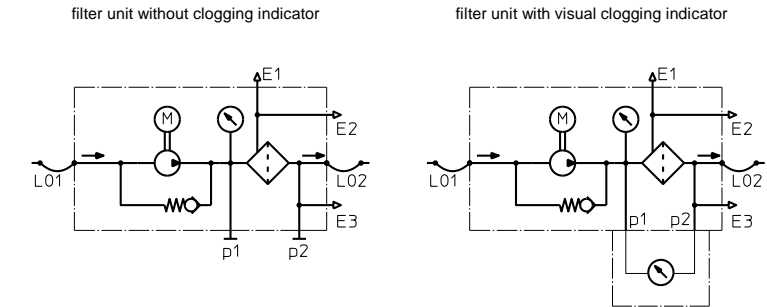 filter unit without clogging indicator
filter unit with visual clogging indicator
E1
M
E2
L01
L02
E3
p1
p2
E1
M
E2
L01
L02
p1
p2
E3